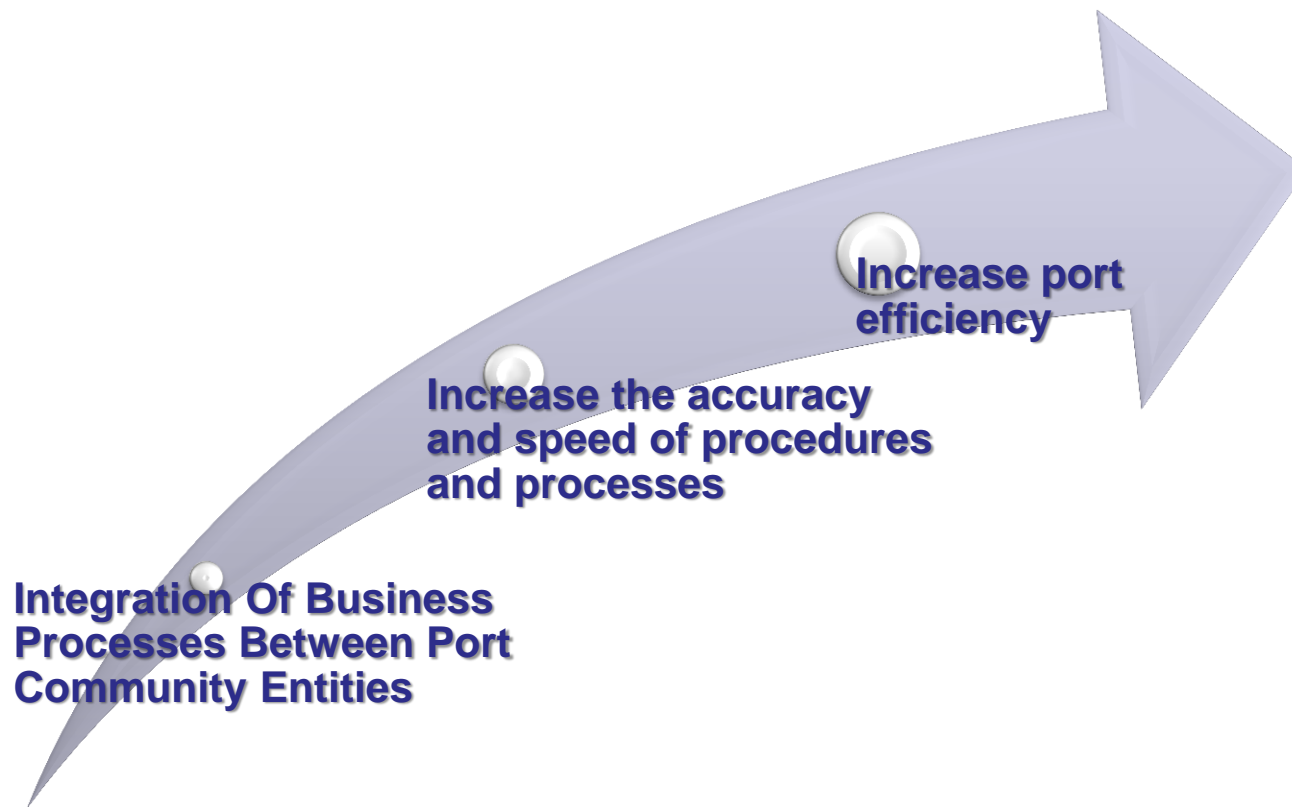 Increase port
efficiency
Increase the accuracy
and speed of procedures
and processes
Integration Of Business
Processes Between Port
Community Entities